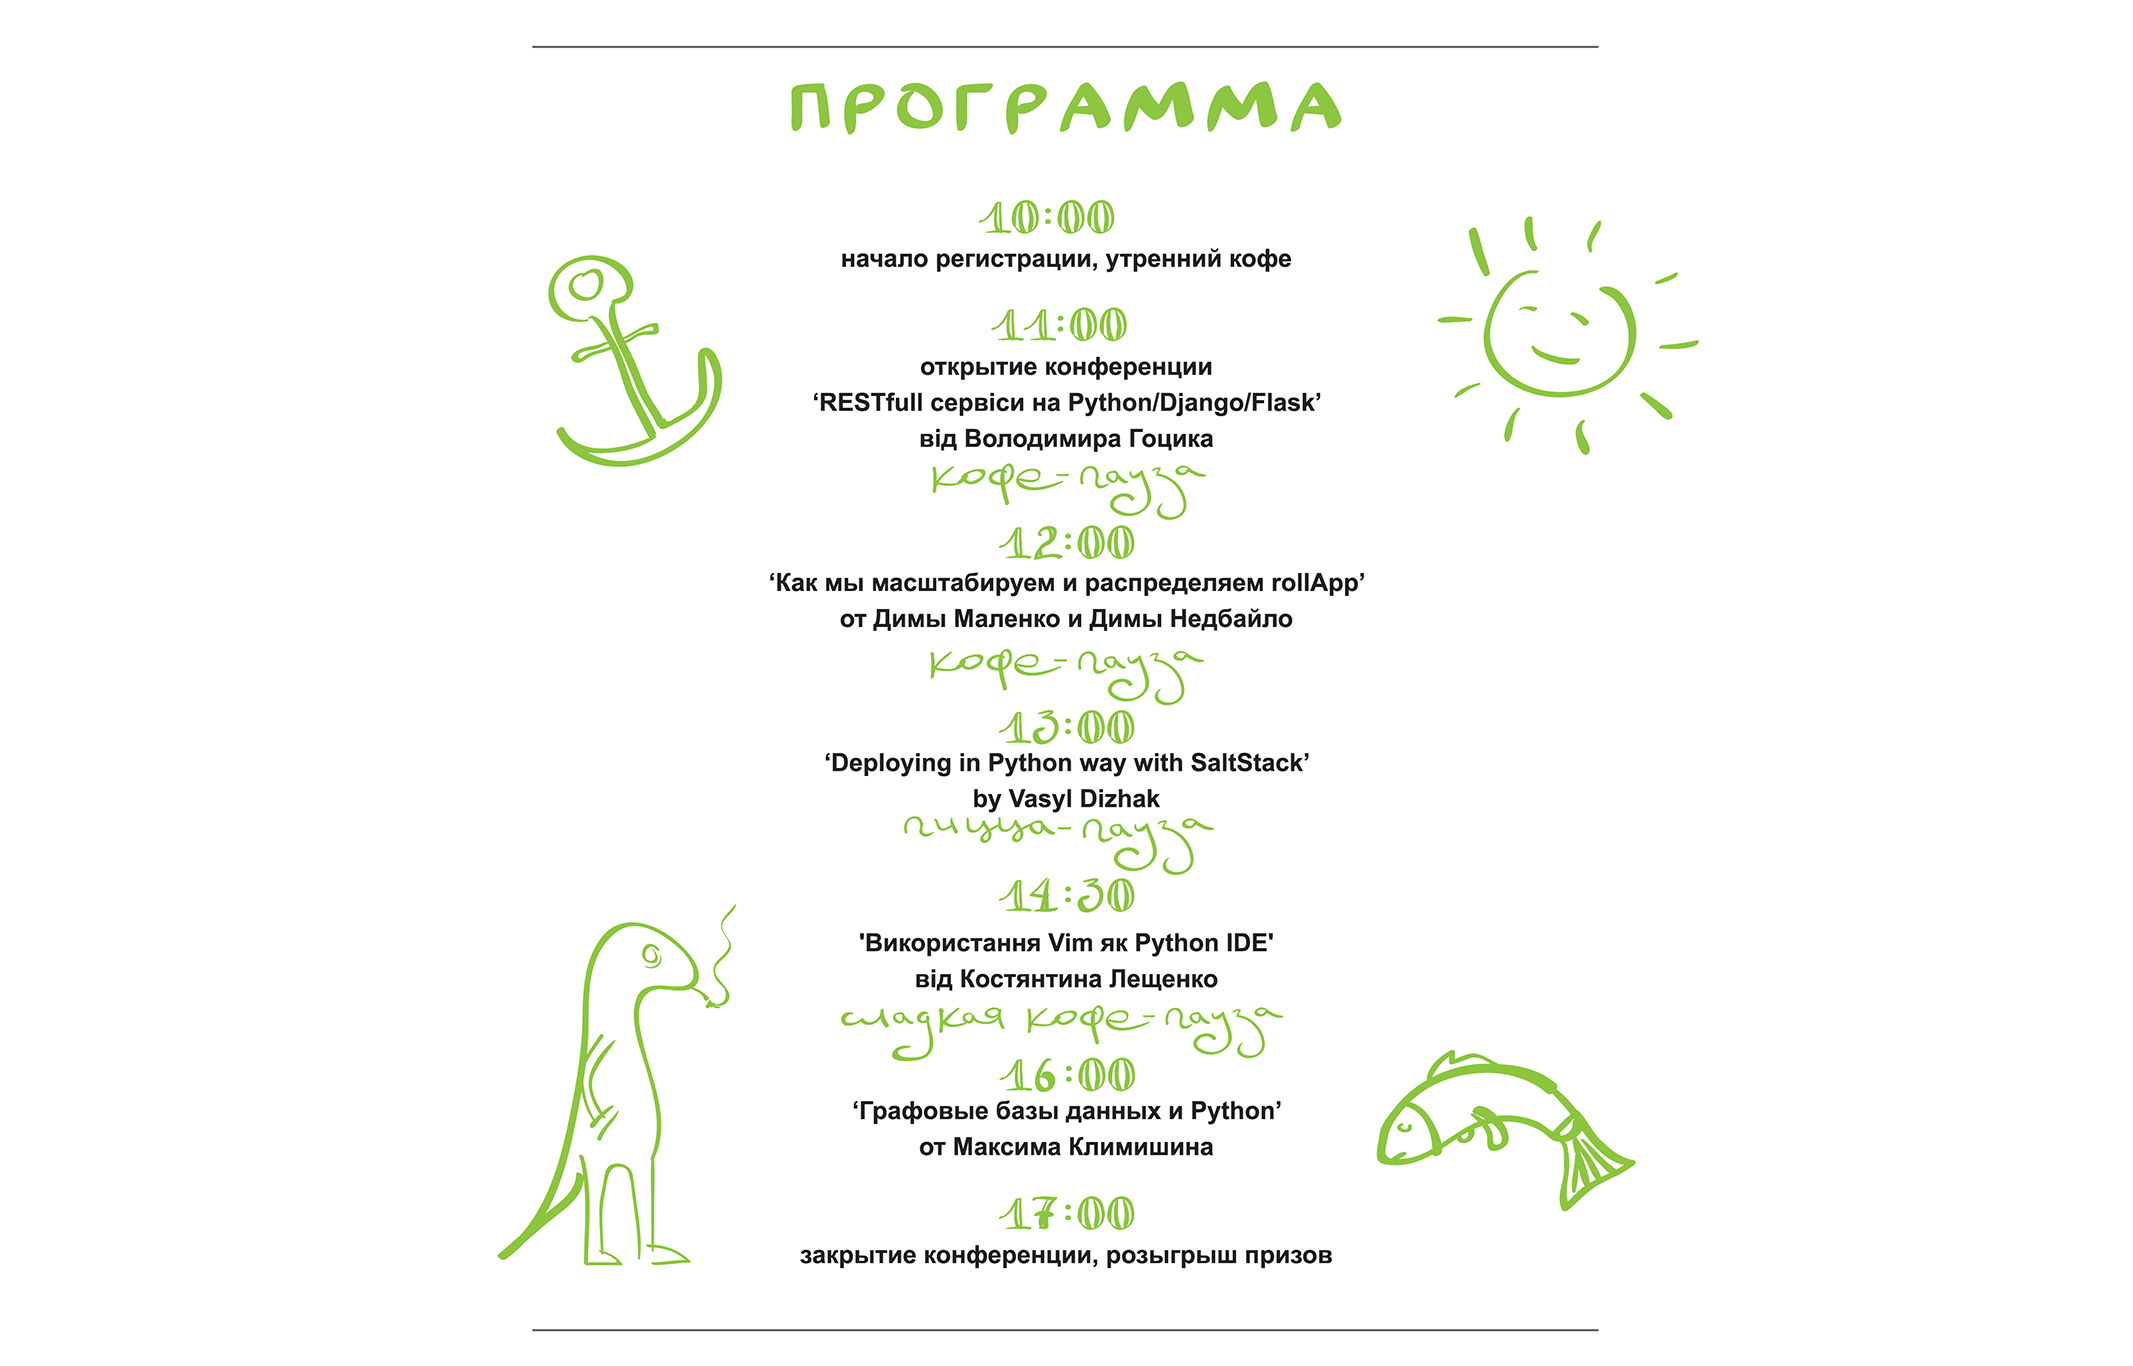 ПРОГРАММА
10:00
начало регистрации, утренний кофе
11:00
открытие конференции
‘RESTfull сервіси на Python/Django/Flask’
від Володимира Гоцика
кофе-пауза
12:00
‘Как мы масштабируем и распределяем rollApp’
от Димы Маленко и Димы Недбайло
кофе-пауза
13:00
‘Deploying in Python way with SaltStack’
by Vasyl Dizhak
пицца-пауза
14:30
'Використання Vim як Python IDE'
від Костянтина Лещенко
сладкая кофе-пауза
16:00
‘Графовые базы данных и Python’
от Максима Климишина
17:00
закрытие конференции, розыгрыш призов